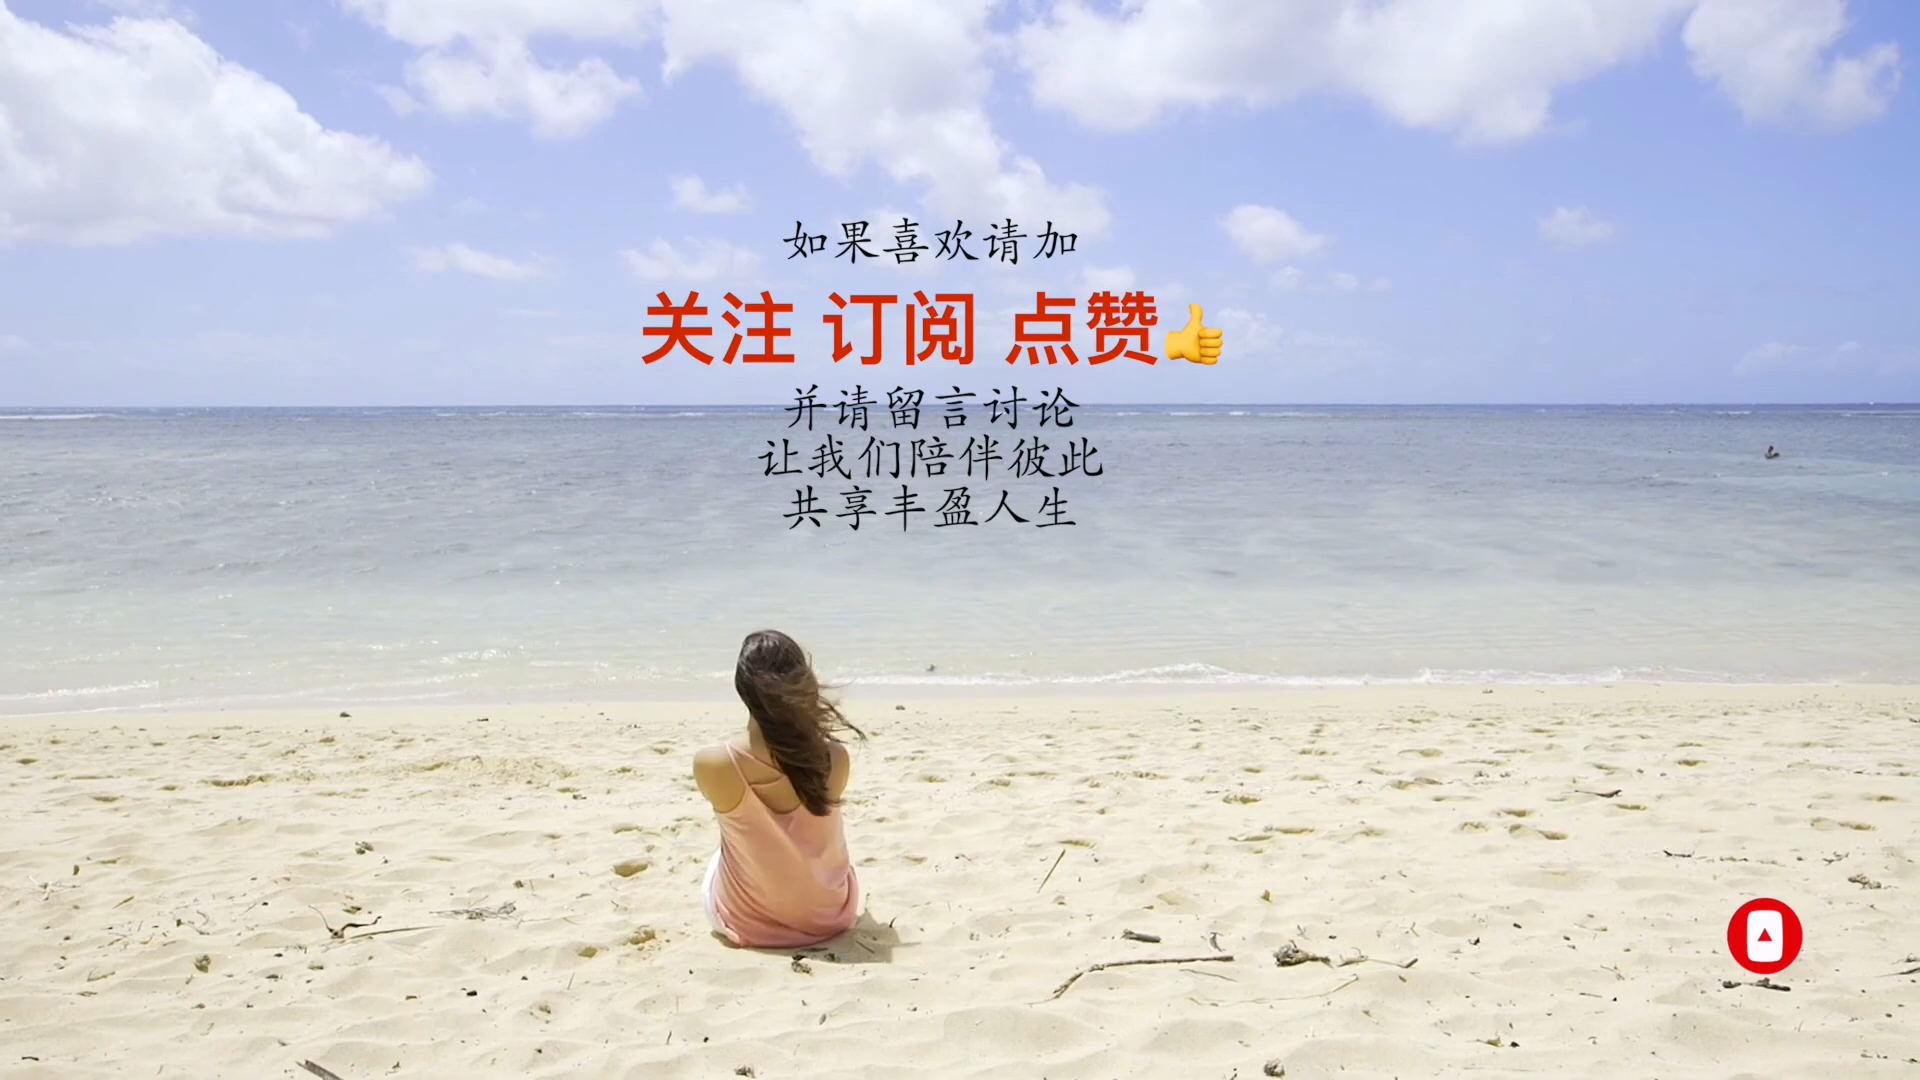 如果喜欢请加
关注 订阅 点赞👍
并请留言讨论
让我们陪伴彼此
共享丰盈人生